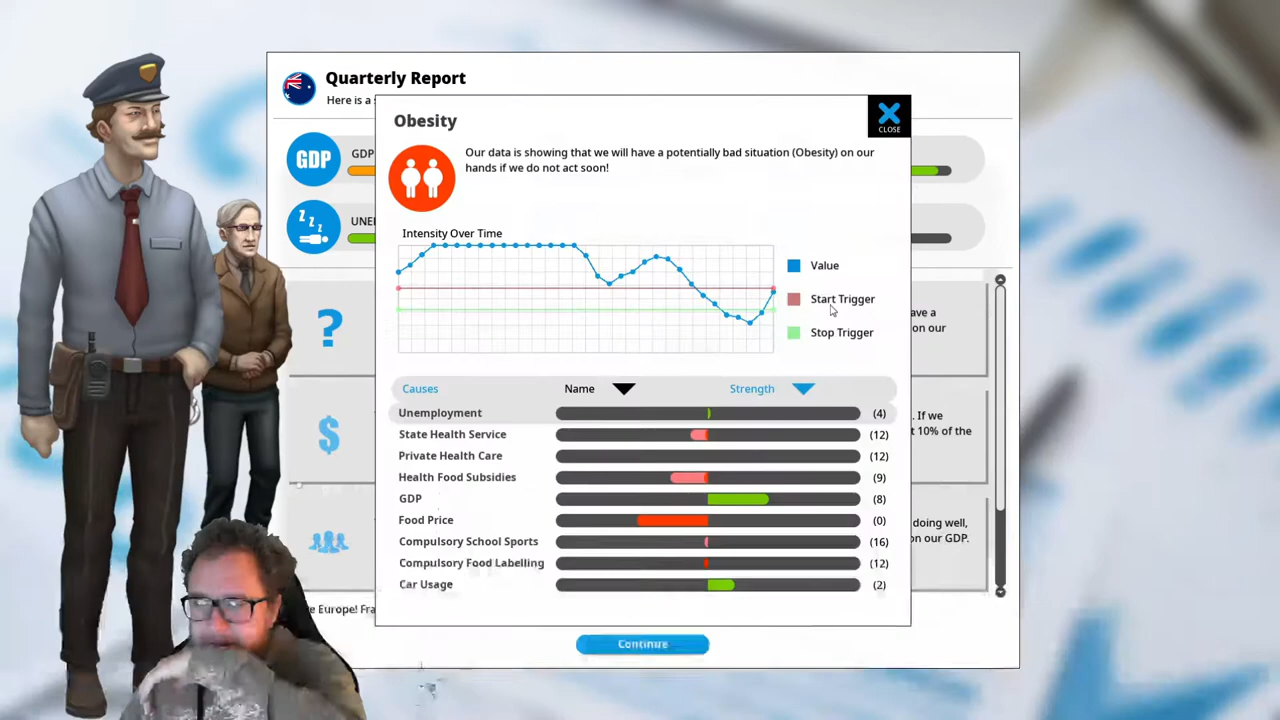 Quarterly Report
Here is a s
Obesity
CLOSE
Our data is showing that we will have a potentially bad situation (Obesity) on our
hands if we do not act soon!
GDP
GDP
Z Z Z
UNE
Intensity Over Time
Value
Start Trigger
Stop Trigger
?
ave a
on our
Causes
Name
Strength
Unemployment
(4)
$
. If we
t 10% of the
State Health Service
(12)
Private Health Care
(12)
Health Food Subsidies
(9)
GDP
(8)
Food Price
(0)
doing well,
on our GDP.
Compulsory School Sports
(16)
Compulsory Food Labelling
(12)
Car Usage
(2)
e Europe! Fra
Continue